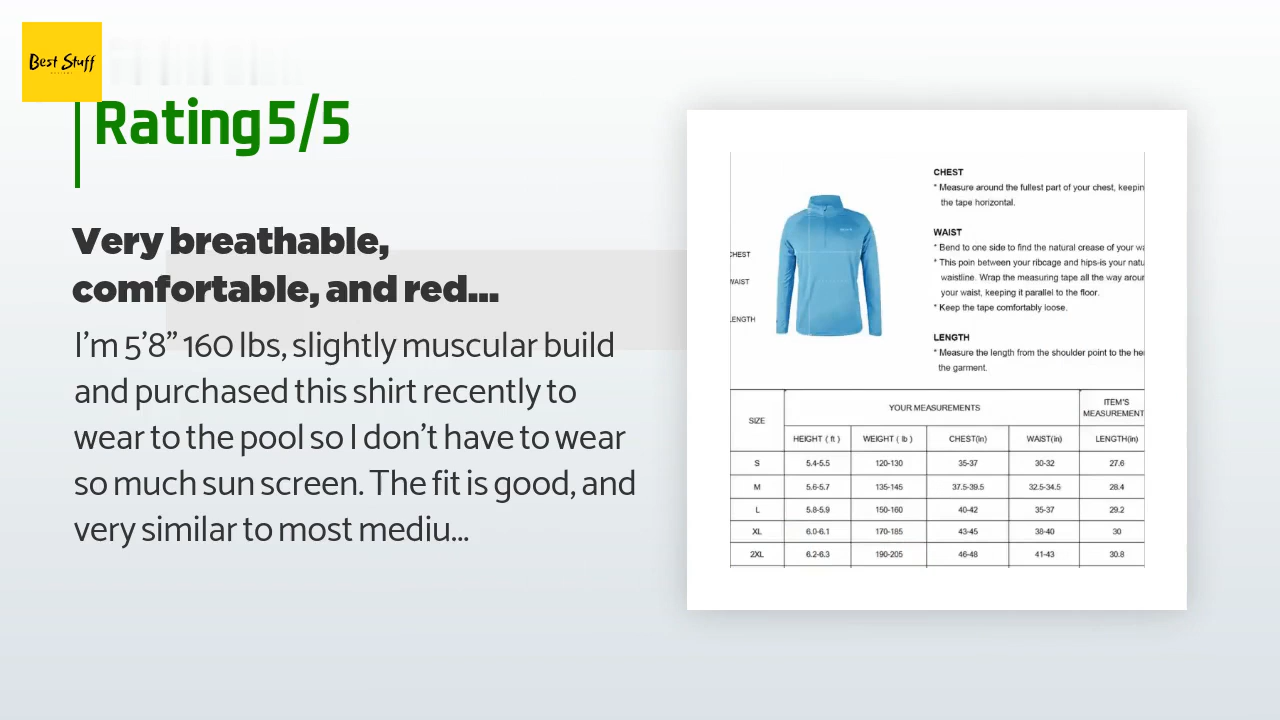 Best Stuff
Rating 5/5
Very breathable,
comfortable, and red...
I'm 5'8" 160 lbs, slightly muscular build
and purchased this shirt recently to
wear to the pool so I don't have to wear
so much sun screen. The fit is good, and
very similar to most mediu...
CHEST
WAIST
LENGTH
CHEST
* Measure around the fullest part of your chest, keepin
the tape horizontal.
WAIST
* Bend to one side to find the natural crease of your wa
* This poin between your ribcage and hips-is your natu
waistline. Wrap the measuring tape all the way arour
your waist, keeping it parallel to the floor.
* Keep the tape comfortably loose.
LENGTH
* Measure the length from the shoulder point to the he
the garment.
SIZE YOUR MEASUREMENTS ITEM'S
MEASUREMENT
HEIGHT ( ft ) WEIGHT ( lb ) CHEST(in) WAIST(in) LENGTH(in)
S 5.4-5.5 120-130 35-37 30-32 27.6
M 5.6-5.7 135-145 37.5-39.5 32.5-34.5 28.4
L 5.8-5.9 150-160 40-42 35-37 29.2
XL 6.0-6.1 170-185 43-45 38-40 30
2XL 6.2-6.3 190-205 46-48 41-43 30.8